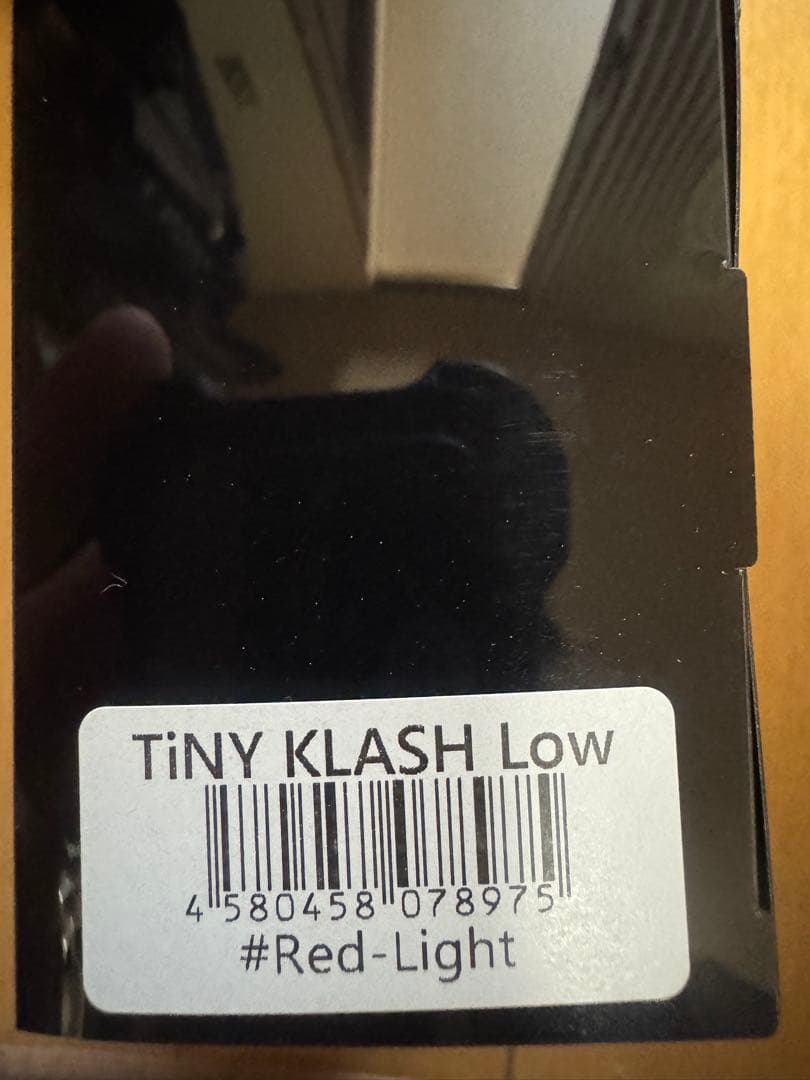 TiNY KLASH Low
4 580458 078975
#Red-Light